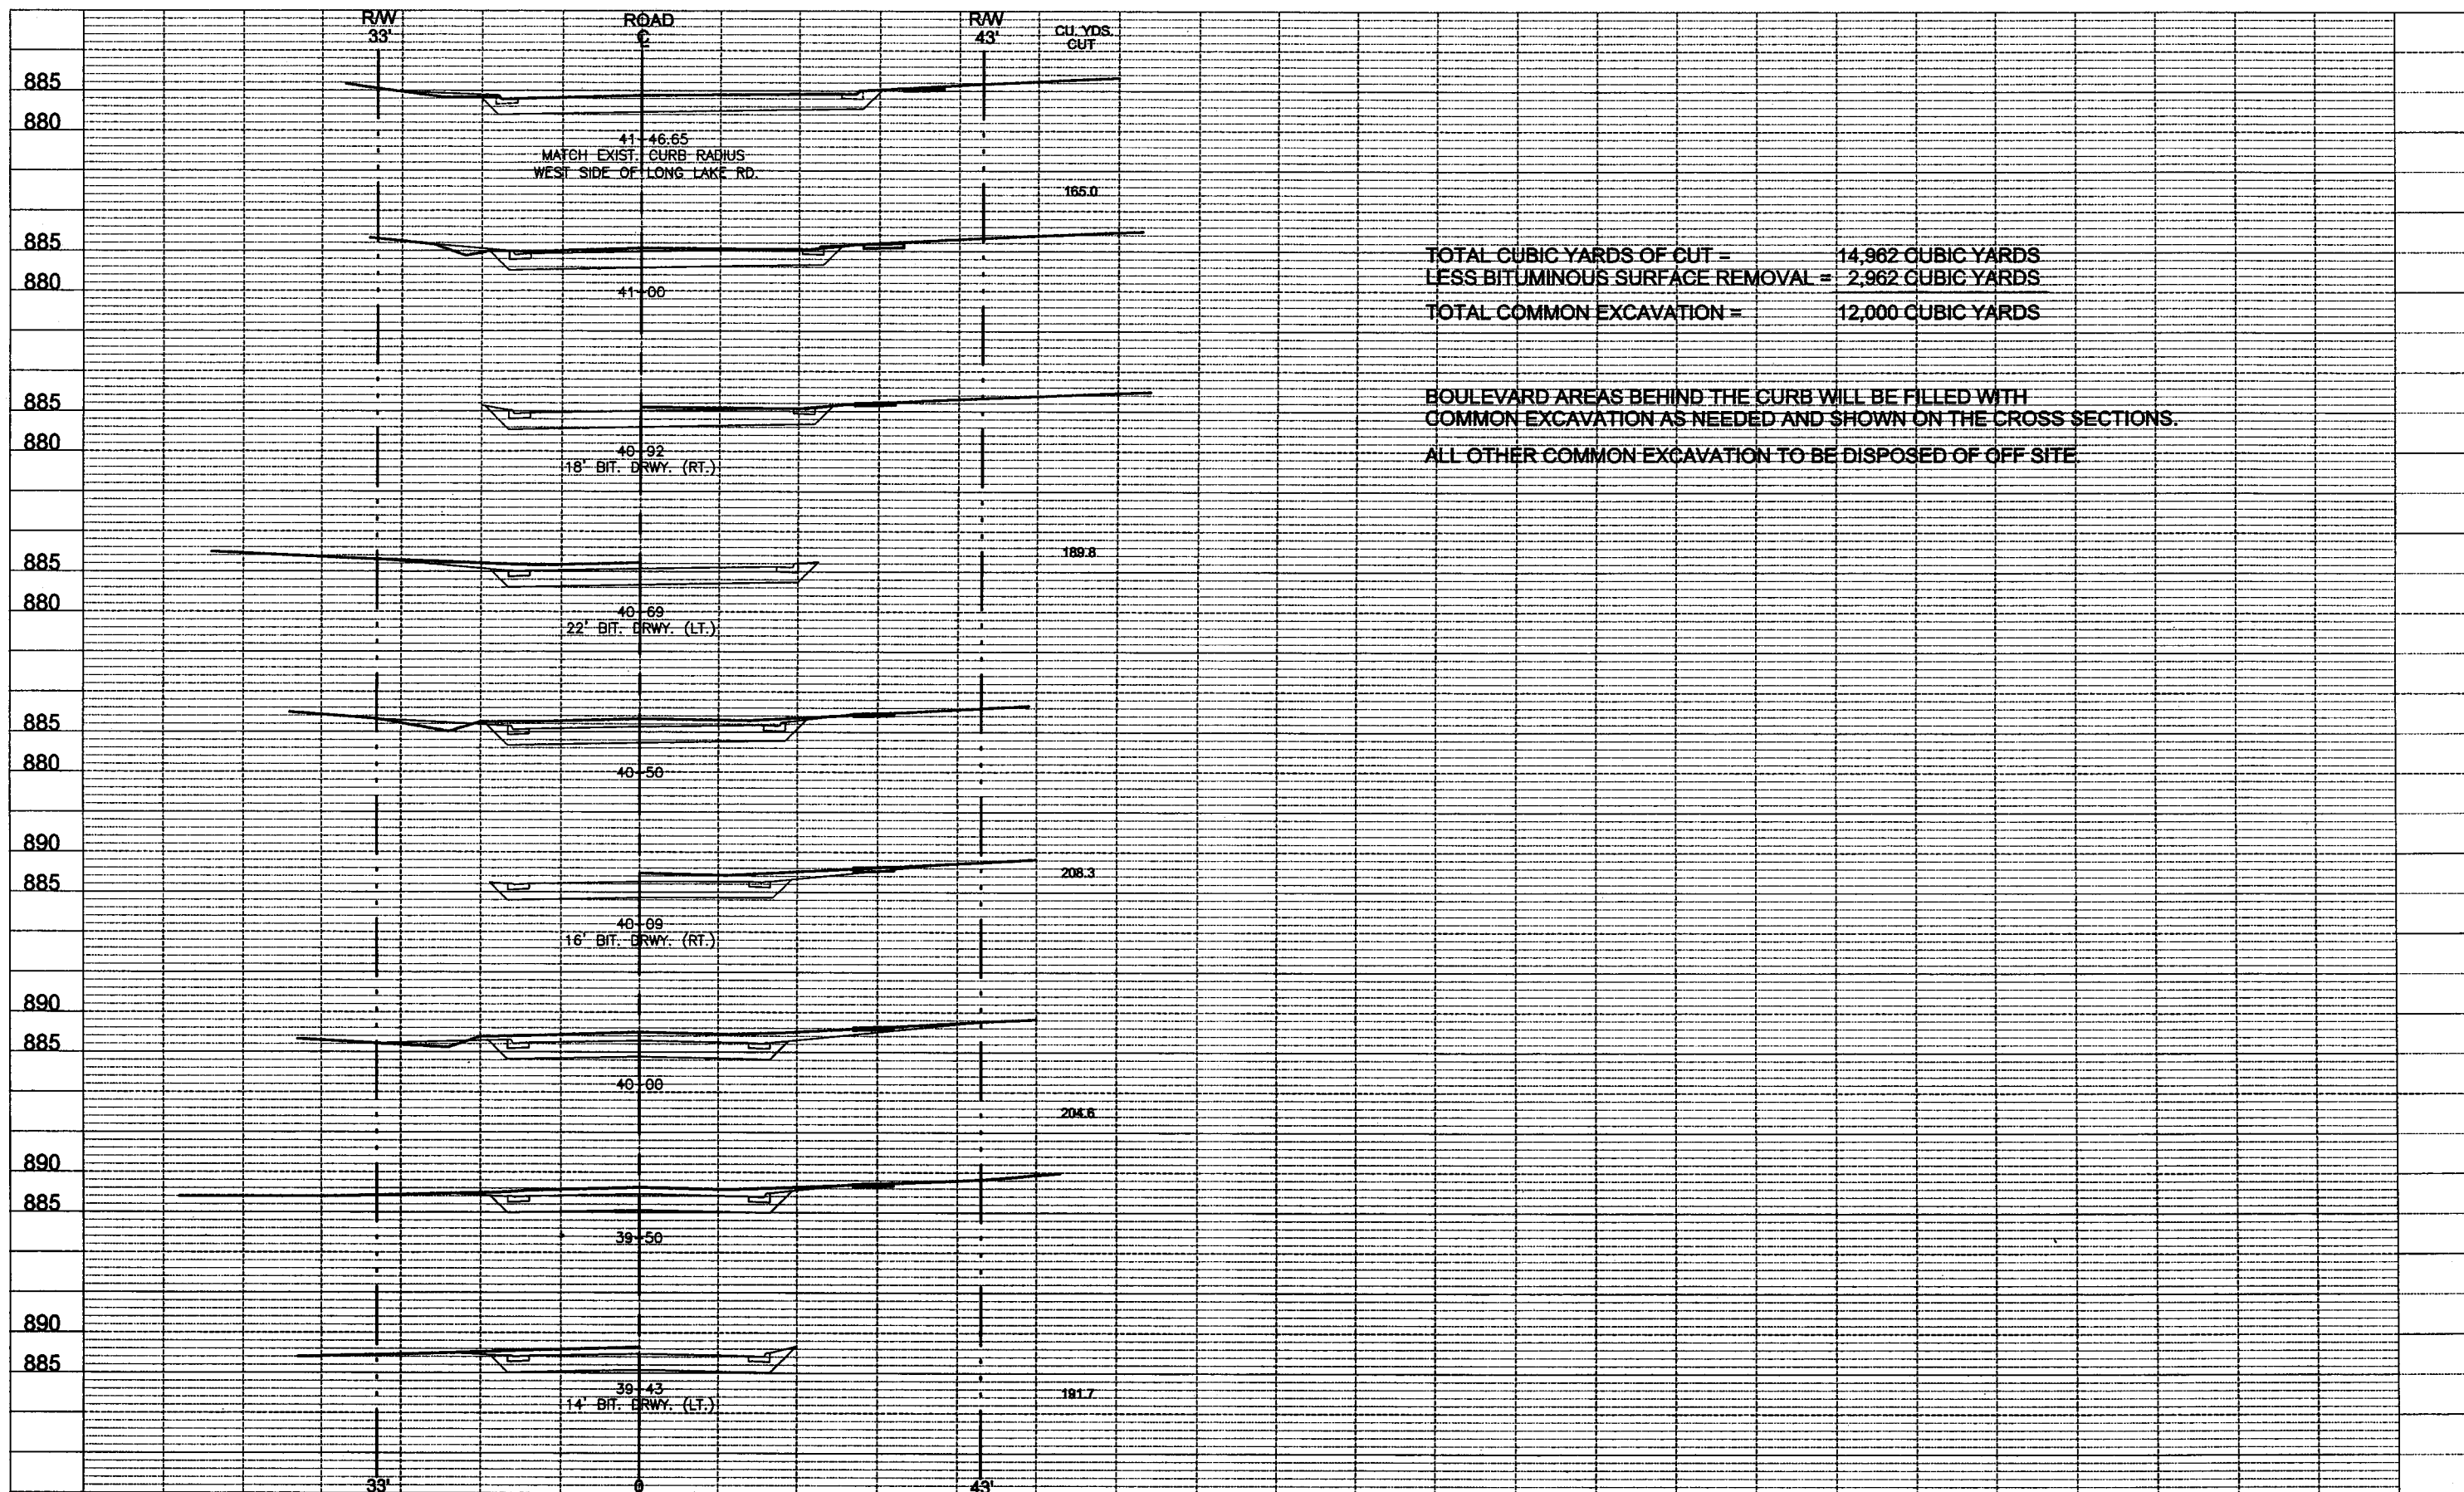 R/W
33'
ROAD
℄
R/W
43'
CU. YDS.
CUT
885
880
41+46.65
MATCH EXIST. CURB RADIUS
WEST SIDE OF LONG LAKE RD.
165.0
885
880
41+00
TOTAL CUBIC YARDS OF CUT = 14,962 CUBIC YARDS
LESS BITUMINOUS SURFACE REMOVAL = 2,962 CUBIC YARDS
TOTAL COMMON EXCAVATION = 12,000 CUBIC YARDS
885
880
40+92
18' BIT. DRWY. (RT.)
BOULEVARD AREAS BEHIND THE CURB WILL BE FILLED WITH
COMMON EXCAVATION AS NEEDED AND SHOWN ON THE CROSS SECTIONS.
ALL OTHER COMMON EXCAVATION TO BE DISPOSED OF OFF SITE.
885
189.8
880
40+69
22' BIT. DRWY. (LT.)
885
880
40+50
890
885
208.3
40+09
16' BIT. DRWY. (RT.)
890
885
40+00
204.6
890
885
39+50
890
885
39+43
14' BIT. DRWY. (LT.)
191.7
33'
0
43'